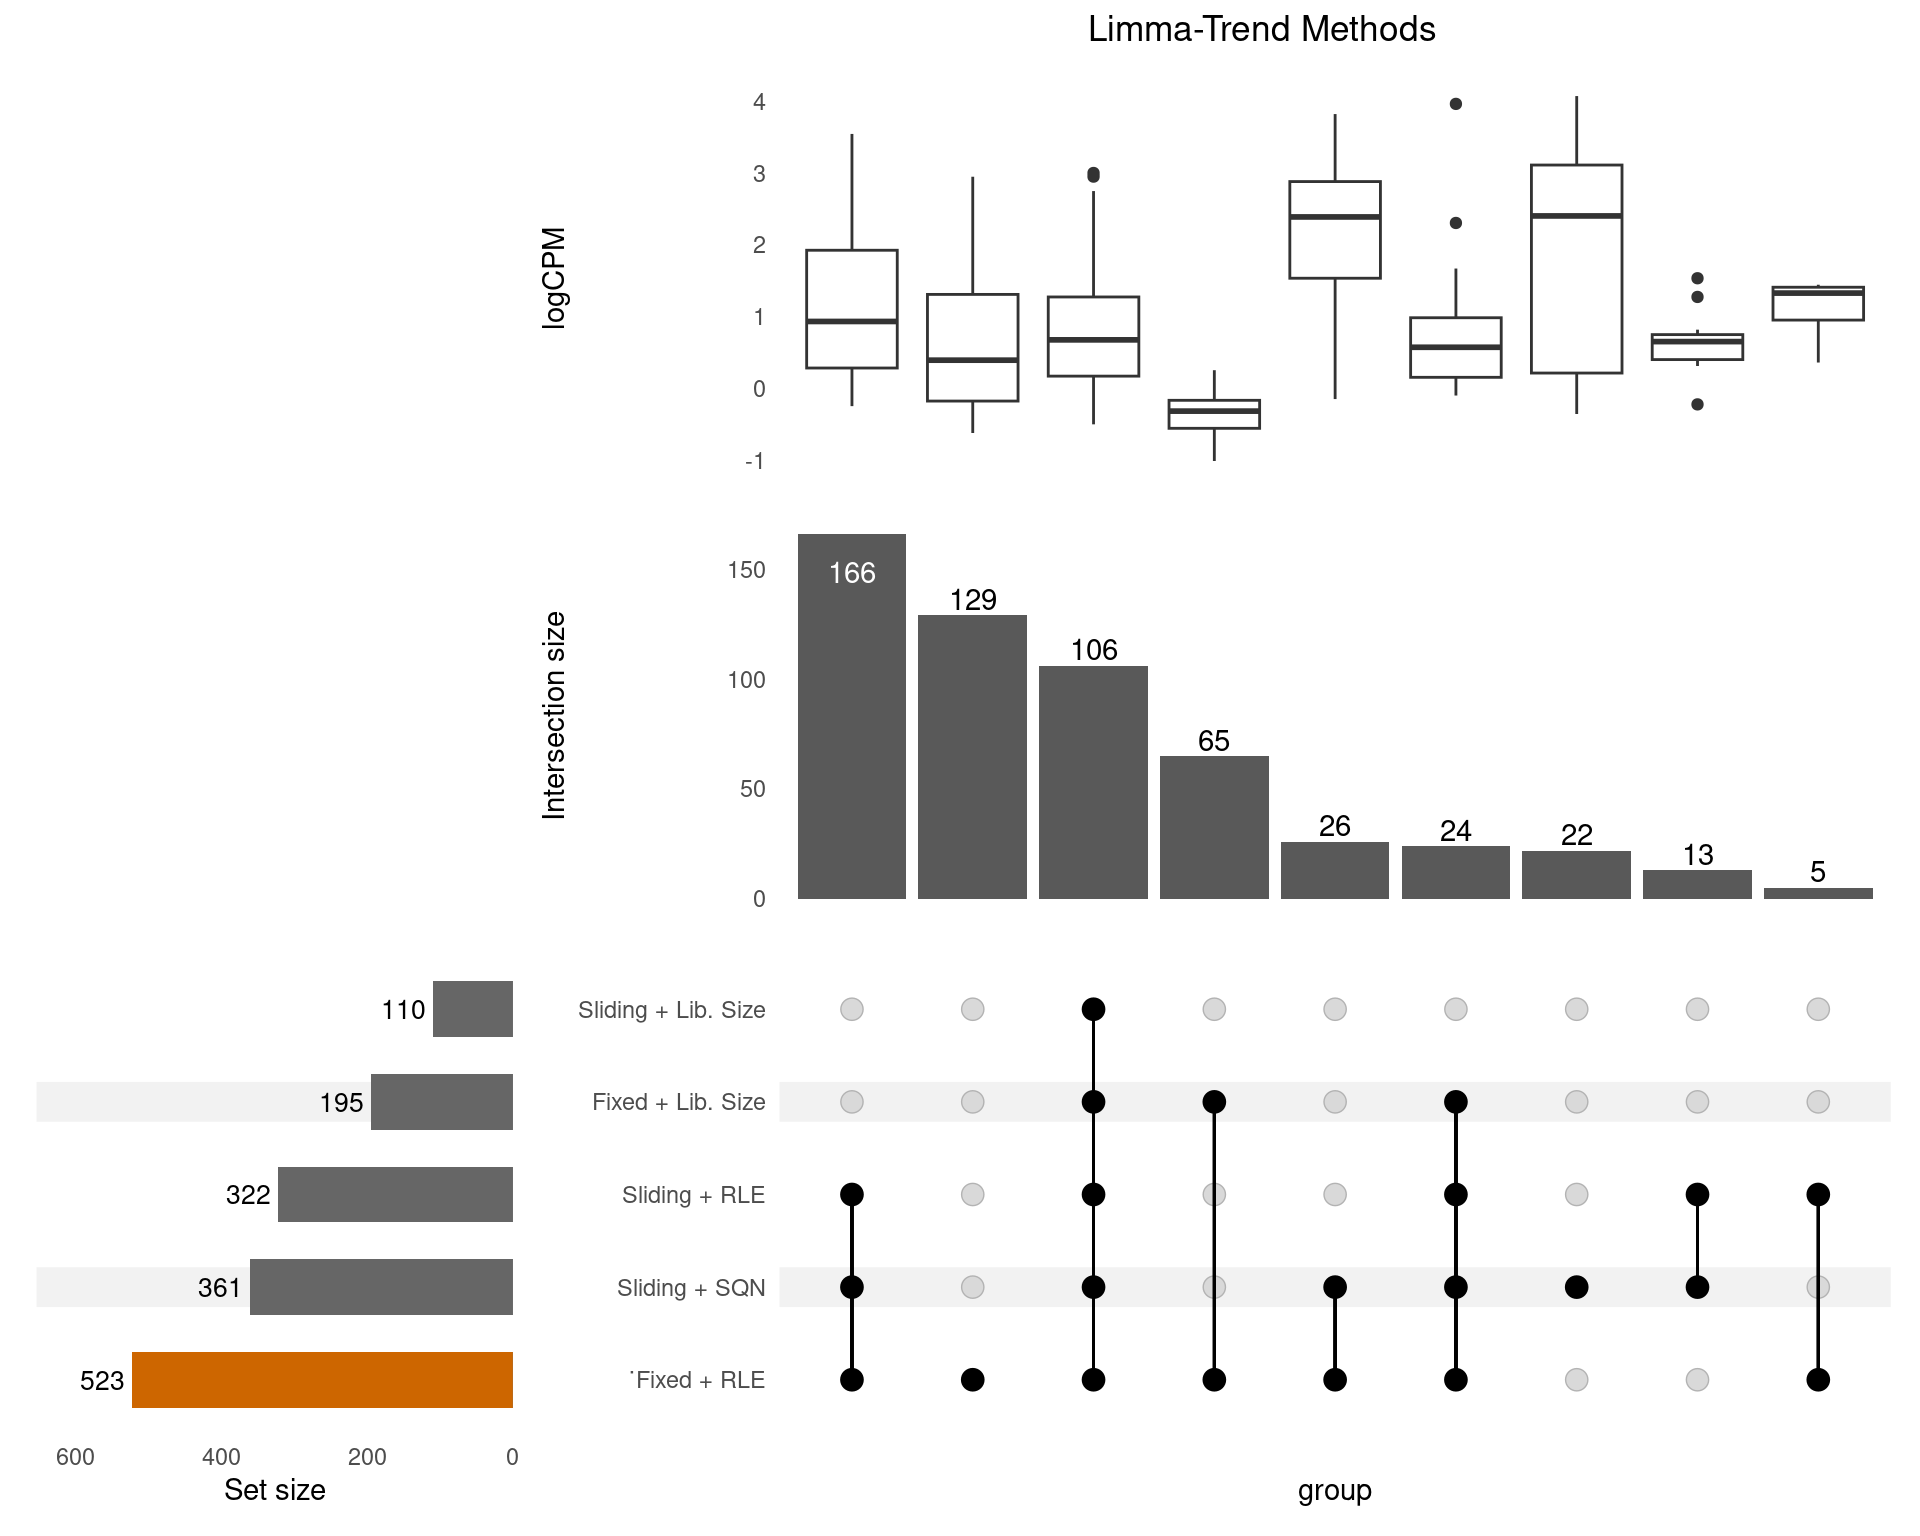 Limma-Trend Methods
4
3
2
1
0
-1
logCPM
166
129
106
65
26
24
22
13
5
150
100
50
0
Intersection size
110
195
322
361
523
600
400
200
0
Set size
Sliding + Lib. Size
Fixed + Lib. Size
Sliding + RLE
Sliding + SQN
˙Fixed + RLE
group